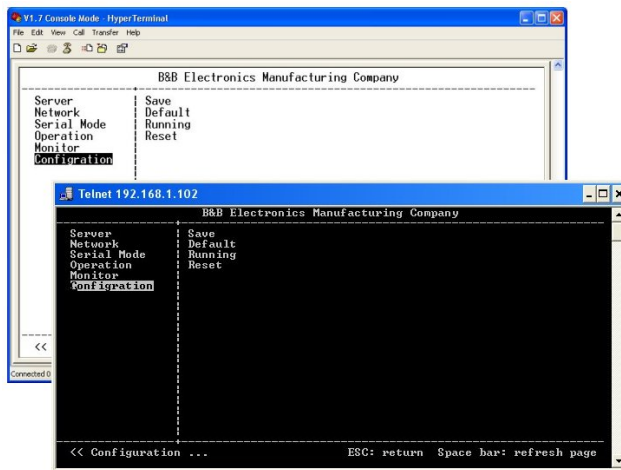 V1.7 Console Mode - HyperTerminal
File Edit View Call Transfer Help
B&B Electronics Manufacturing Company
Server Save
Network Default
Serial Mode Running
Operation Reset
Monitor
Configration
<<
Connected 0
Telnet 192.168.1.102
B&B Electronics Manufacturing Company
Server Save
Network Default
Serial Mode Running
Operation Reset
Monitor
Configration
<< Configuration ... ESC: return Space bar: refresh page